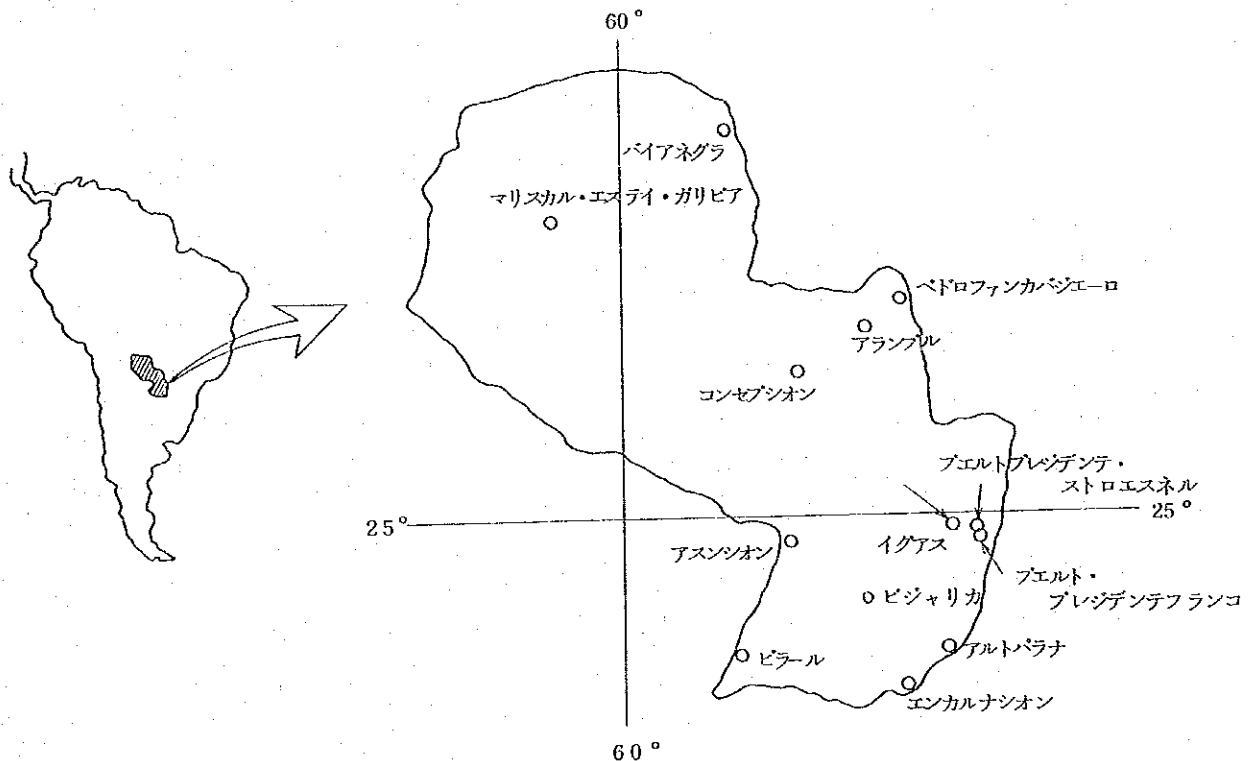 60°
バイアネグラ
マリスカル・エステイ・ガリビア
ペドロファンカバジエーロ
アランブル
コンセプシオン
プエルトプレジデンテ・
ストロエスネル
25°
25°
イグアス
アスンシオン
プエルト・
プレジデンテフランコ
ビジャリカ
アルトパラナ
ピラール
エンカルナシオン
60°